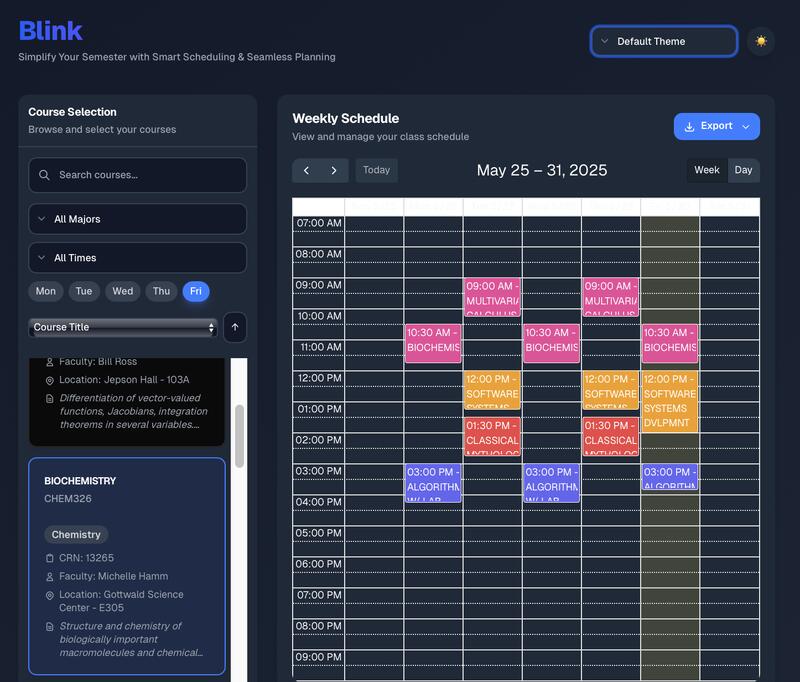 Blink
Simplify Your Semester with Smart Scheduling & Seamless Planning
Default Theme
Course Selection
Browse and select your courses
Search courses...
All Majors
All Times
Mon Tue Wed Thu Fri
Course Title
Faculty: Bill Ross
Location: Jepson Hall - 103A
Differentiation of vector-valued
functions, Jacobians, integration
theorems in several variables....
BIOCHEMISTRY
CHEM326
Chemistry
CRN: 13265
Faculty: Michelle Hamm
Location: Gottwald Science
Center - E305
Structure and chemistry of
biologically important
macromolecules and chemical...
Weekly Schedule
View and manage your class schedule
Export
Today
May 25 – 31, 2025
Week Day
07:00 AM
08:00 AM
09:00 AM
10:00 AM
11:00 AM
12:00 PM
01:00 PM
02:00 PM
03:00 PM
04:00 PM
05:00 PM
06:00 PM
07:00 PM
08:00 PM
09:00 PM
10:30 AM -
BIOCHEMIS
03:00 PM -
ALGORITHM
W/ LAB
09:00 AM -
MULTIVARIA
CALCULUS
12:00 PM -
SOFTWARE
SYSTEMS
01:30 PM -
CLASSICAL
MYTHOLOG
10:30 AM -
BIOCHEMIS
03:00 PM -
ALGORITHM
W/ LAB
09:00 AM -
MULTIVARIA
CALCULUS
12:00 PM -
SOFTWARE
SYSTEMS
01:30 PM -
CLASSICAL
MYTHOLOG
10:30 AM -
BIOCHEMIS
12:00 PM -
SOFTWARE
SYSTEMS
DVLPMNT
03:00 PM -
ALGORITHM